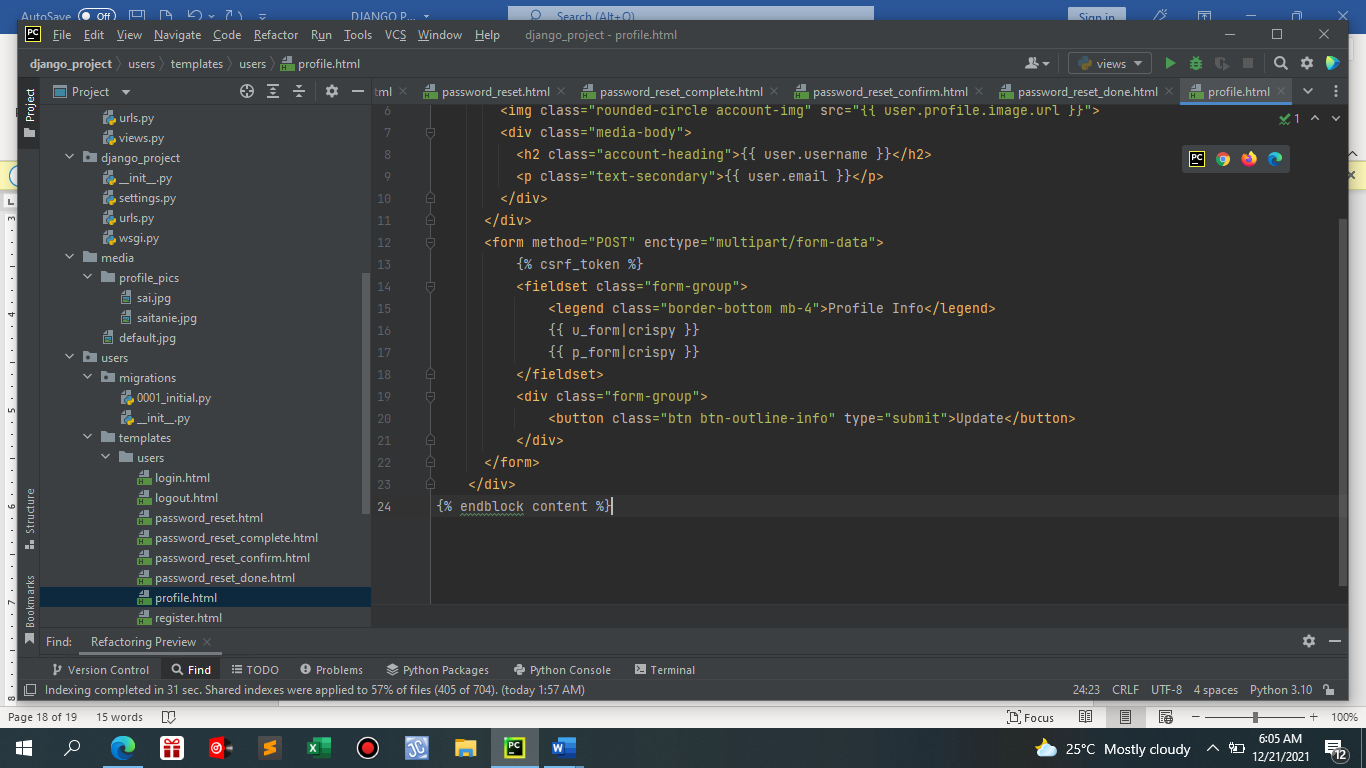 AutoSave Off DJANGO P... Search (Alt+Q) Sign in
PC File Edit View Navigate Code Refactor Run Tools VCS Window Help django_project - profile.html
django_project users templates users profile.html views
Project tml password_reset.html password_reset_complete.html password_reset_confirm.html password_reset_done.html profile.html
Project
urls.py
views.py
django_project
__init__.py
settings.py
urls.py
wsgi.py
media
profile_pics
sai.jpg
saitanie.jpg
default.jpg
users
migrations
0001_initial.py
__init__.py
templates
users
login.html
logout.html
password_reset.html
password_reset_complete.html
password_reset_confirm.html
password_reset_done.html
profile.html
register.html
Structure
Bookmarks
1
6 <img class="rounded-circle account-img" src="{{ user.profile.image.url }}">
7 <div class="media-body">
8 <h2 class="account-heading">{{ user.username }}</h2>
9 <p class="text-secondary">{{ user.email }}</p>
10 </div>
11 </div>
12 <form method="POST" enctype="multipart/form-data">
13 {% csrf_token %}
14 <fieldset class="form-group">
15 <legend class="border-bottom mb-4">Profile Info</legend>
16 {{ u_form|crispy }}
17 {{ p_form|crispy }}
18 </fieldset>
19 <div class="form-group">
20 <button class="btn btn-outline-info" type="submit">Update</button>
21 </div>
22 </form>
23 </div>
24 {% endblock content %}
Find: Refactoring Preview
Version Control Find TODO Problems Python Packages Python Console Terminal
Indexing completed in 31 sec. Shared indexes were applied to 57% of files (405 of 704). (today 1:57 AM) 24:23 CRLF UTF-8 4 spaces Python 3.10
Page 18 of 19 15 words Focus 100%
25°C Mostly cloudy 6:05 AM
12/21/2021
12